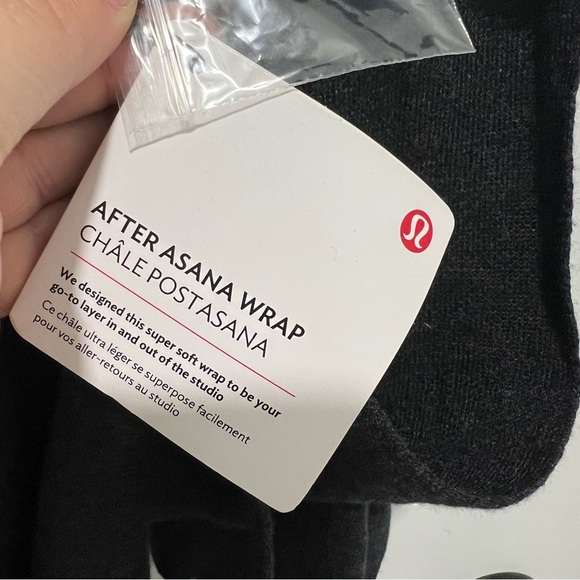 AFTER ASANA WRAP
CHÂLE POSTASANA
We designed this super soft wrap to be your
go-to layer in and out of the studio
Ce châle ultra léger se superpose facilement
pour vos aller-retours au studio